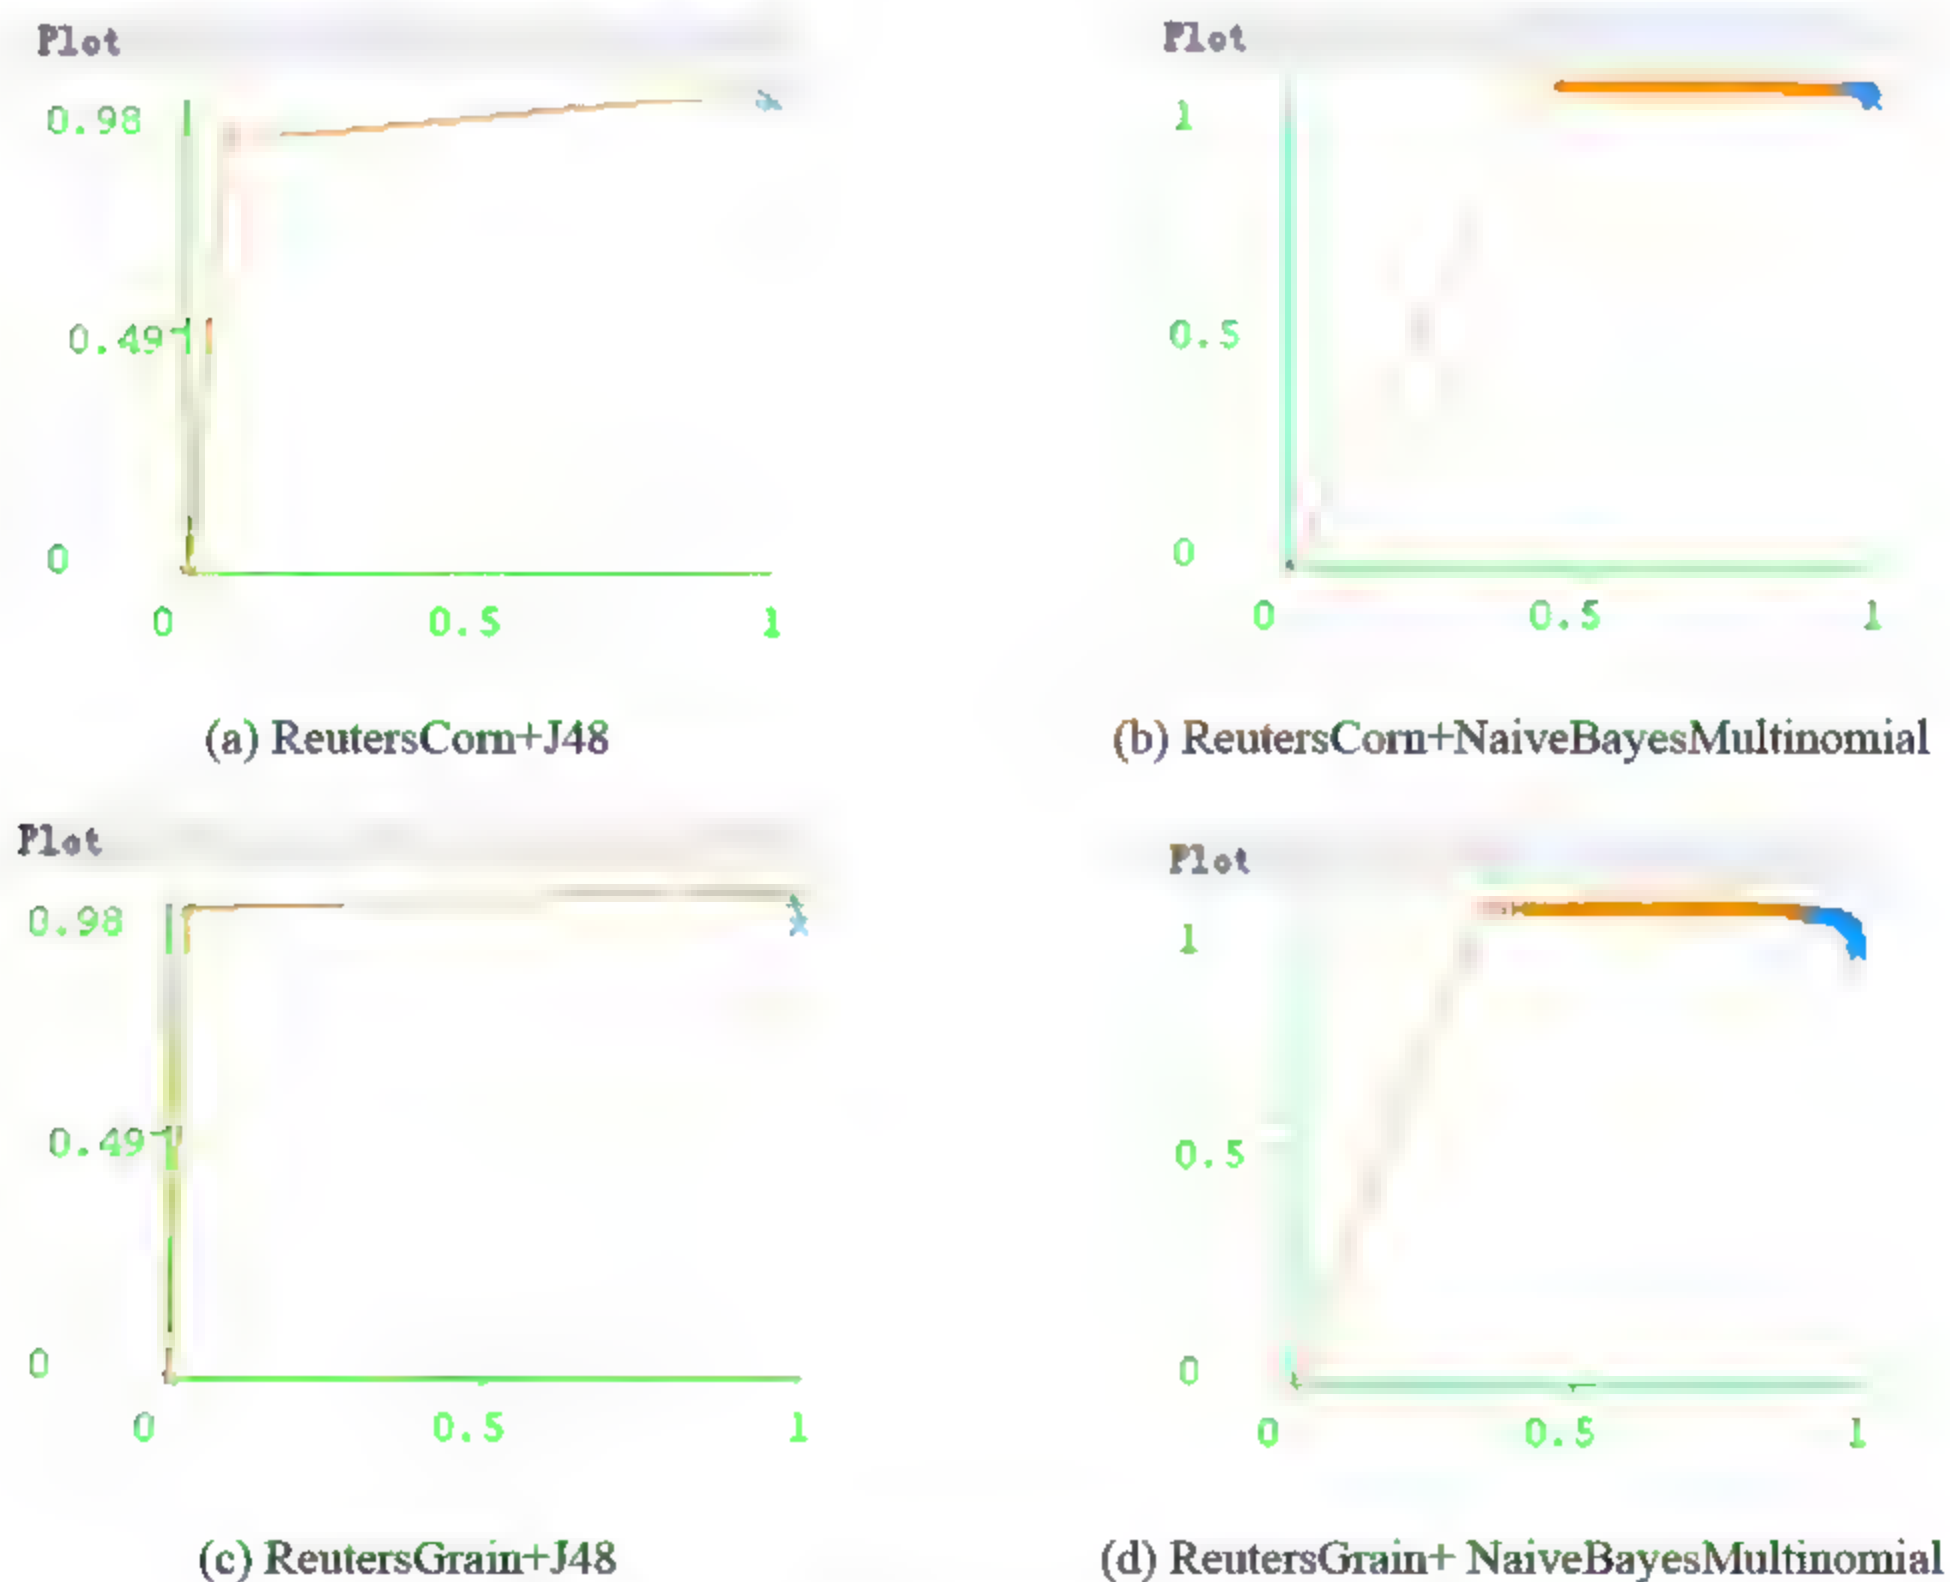 Plot
0.98
0.49
0
0 0.5 1
(a) ReutersCorn+J48
Plot
1
0.5
0
0 0.5 1
(b) ReutersCorn+NaiveBayesMultinomial
Plot
0.98
0.49
0
0 0.5 1
(c) ReutersGrain+J48
Plot
1
0.5
0
0 0.5 1
(d) ReutersGrain+ NaiveBayesMultinomial